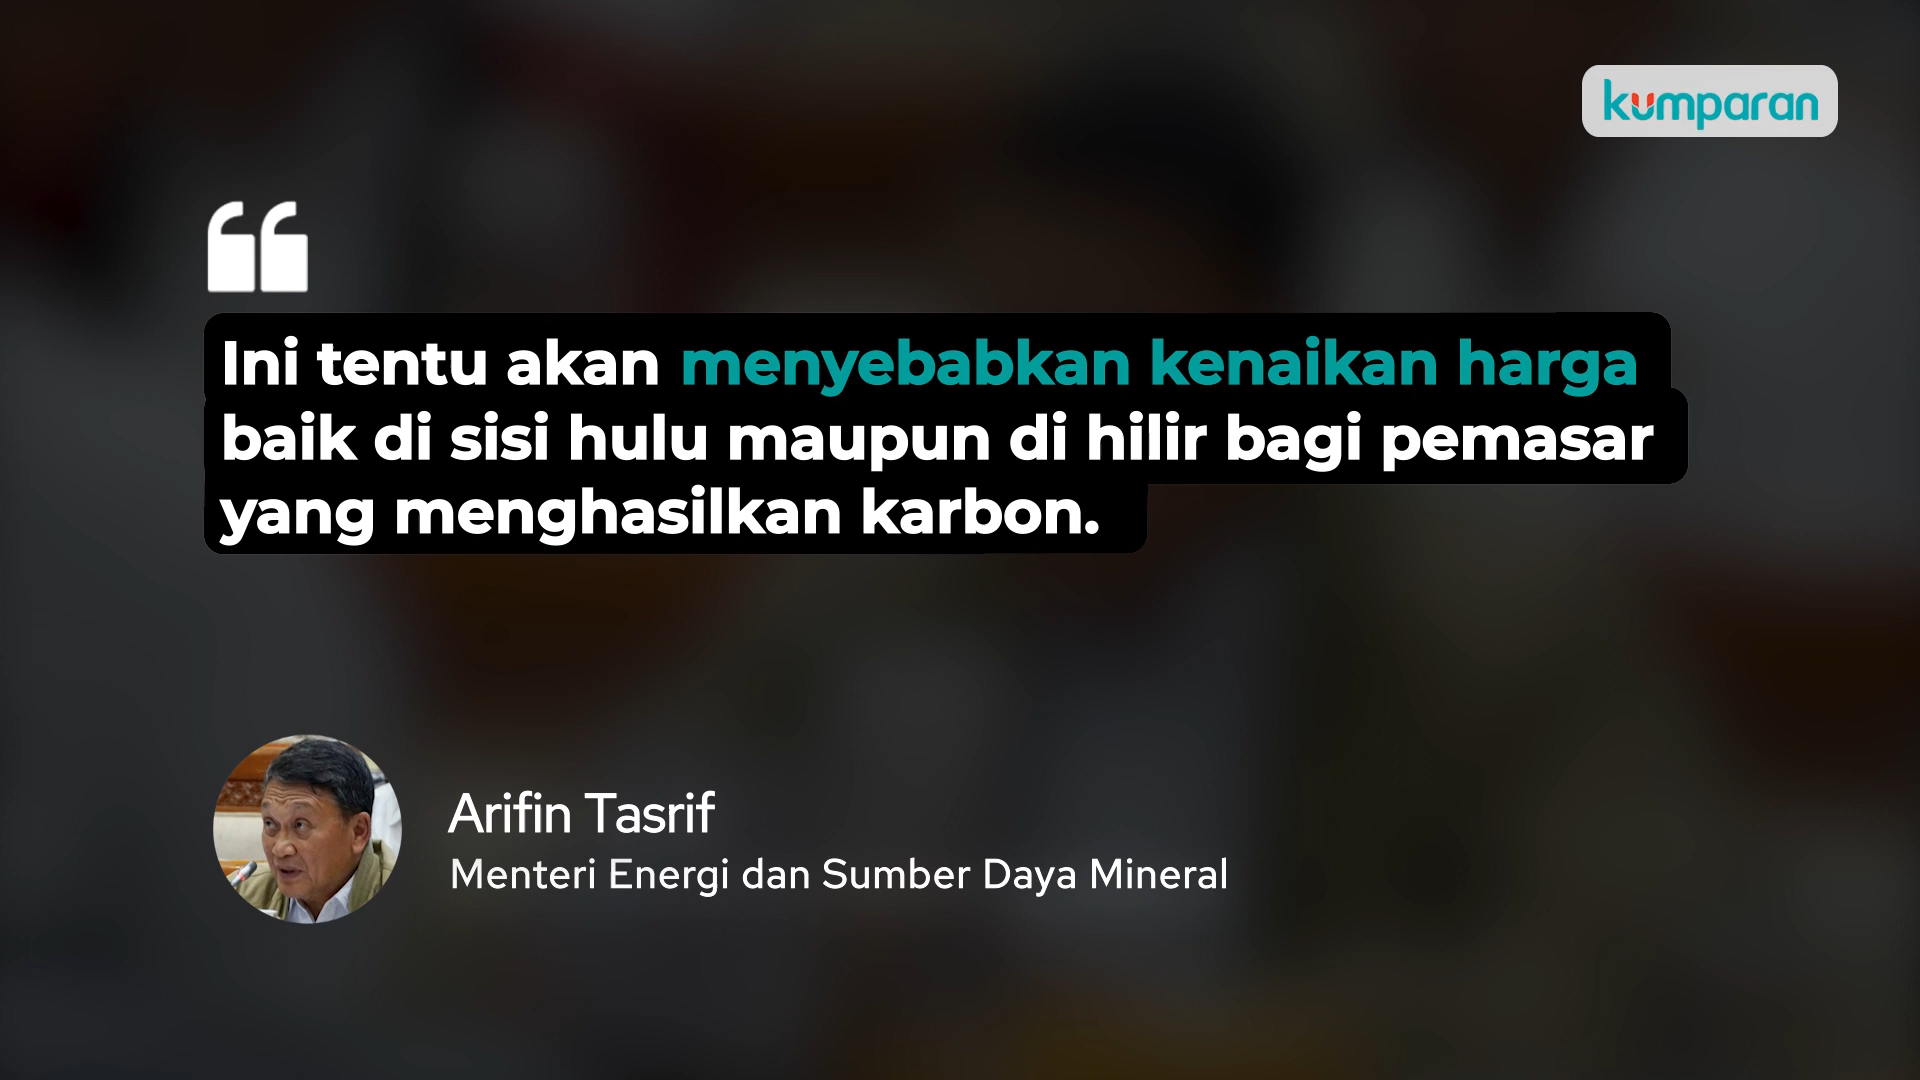 kumparan
Ini tentu akan menyebabkan kenaikan harga
baik di sisi hulu maupun di hilir bagi pemasar
yang menghasilkan karbon.
Arifin Tasrif
Menteri Energi dan Sumber Daya Mineral